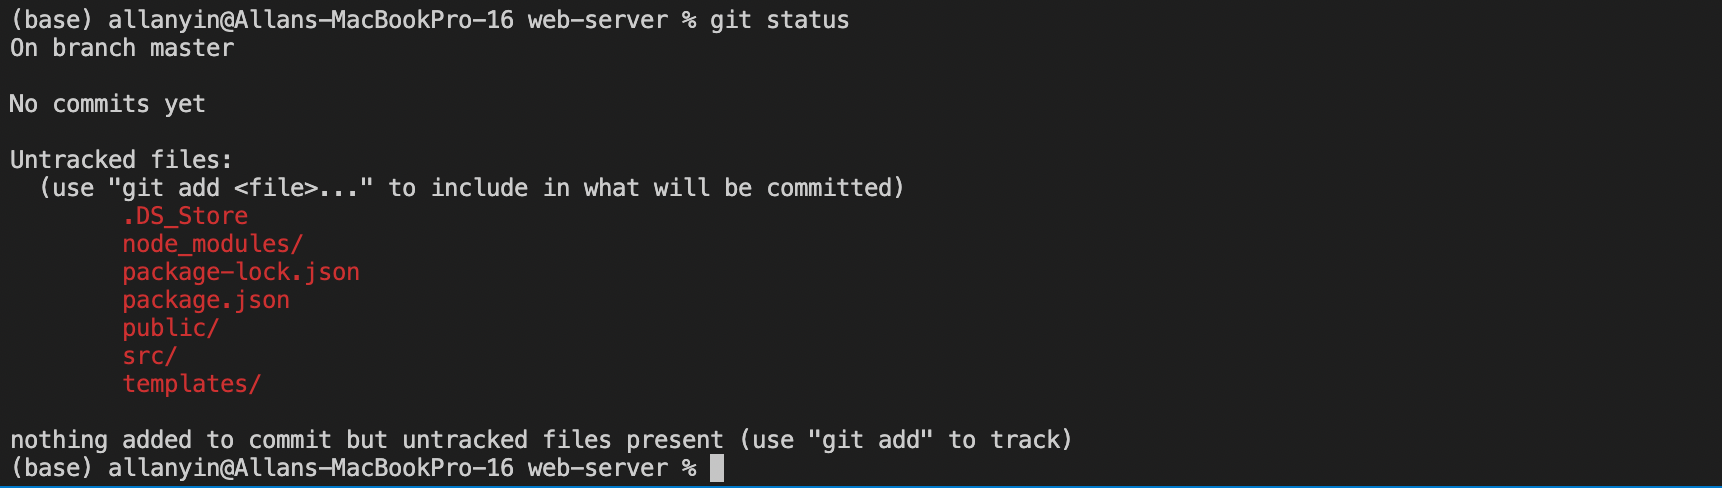 (base) allanyin@Allans-MacBookPro-16 web-server % git status
On branch master
No commits yet
Untracked files:
(use "git add <file>..." to include in what will be committed)
.DS_Store
node_modules/
package-lock.json
package.json
public/
src/
templates/
nothing added to commit but untracked files present (use "git add" to track)
(base) allanyin@Allans-MacBookPro-16 web-server %